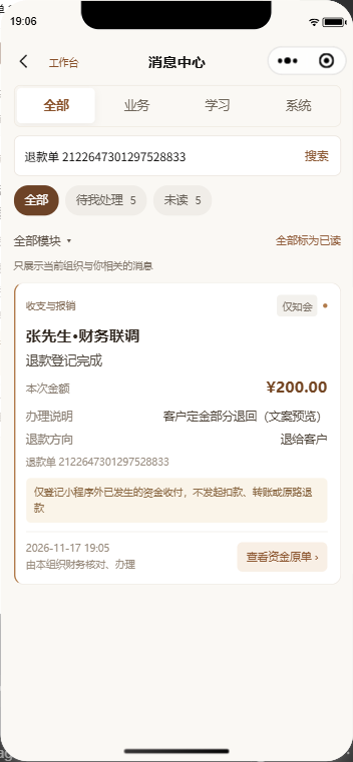 19:06
工作台
消息中心
全部 业务 学习 系统
退款单 2122647301297528833 搜索
全部 待我处理 5 未读 5
全部模块 全部标为已读
只展示当前组织与你相关的消息
收支与报销 仅知会
张先生•财务联调
退款登记完成
本次金额 ¥200.00
办理说明 客户定金部分退回（文案预览）
退款方向 退给客户
退款单 2122647301297528833
仅登记小程序外已发生的资金收付，不发起扣款、转账或原路退
款
2026-11-17 19:05
由本组织财务核对、办理
查看资金原单 ›